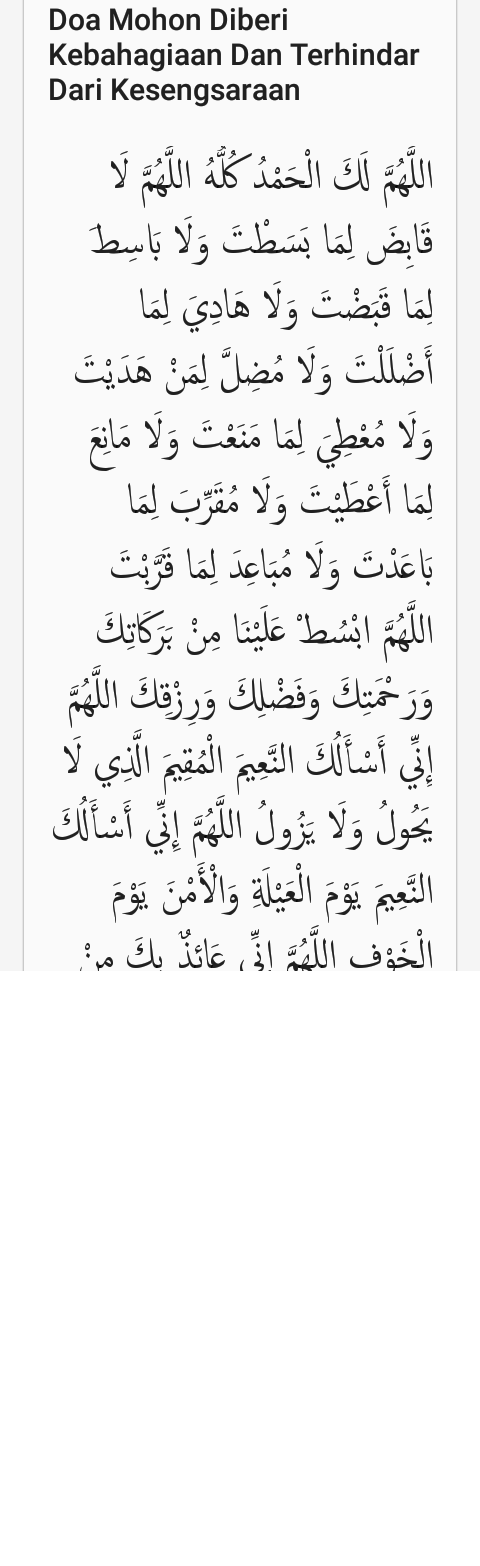 Doa Mohon Diberi
Kebahagiaan Dan Terhindar
Dari Kesengsaraan
اللَّهُمَّ لَكَ الْحَمْدُ كُلُّهُ اللَّهُمَّ لَا
قَابِضَ لِمَا بَسَطْتَ وَلَا بَاسِطَ
لِمَا قَبَضْتَ وَلَا هَادِيَ لِمَا
أَضْلَلْتَ وَلَا مُضِلَّ لِمَنْ هَدَيْتَ
وَلَا مُعْطِيَ لِمَا مَنَعْتَ وَلَا مَانِعَ
لِمَا أَعْطَيْتَ وَلَا مُقَرِّبَ لِمَا
بَاعَدْتَ وَلَا مُبَاعِدَ لِمَا قَرَّبْتَ
اللَّهُمَّ ابْسُطْ عَلَيْنَا مِنْ بَرَكَاتِكَ
وَرَحْمَتِكَ وَفَضْلِكَ وَرِزْقِكَ اللَّهُمَّ
إِنِّي أَسْأَلُكَ النَّعِيمَ الْمُقِيمَ الَّذِي لَا
يَحُولُ وَلَا يَزُولُ اللَّهُمَّ إِنِّي أَسْأَلُكَ
النَّعِيمَ يَوْمَ الْعَيْلَةِ وَالْأَمْنَ يَوْمَ
الْخَوْفِ اللَّهُمَّ إِنِّي عَائِذٌ بِكَ مِنْ